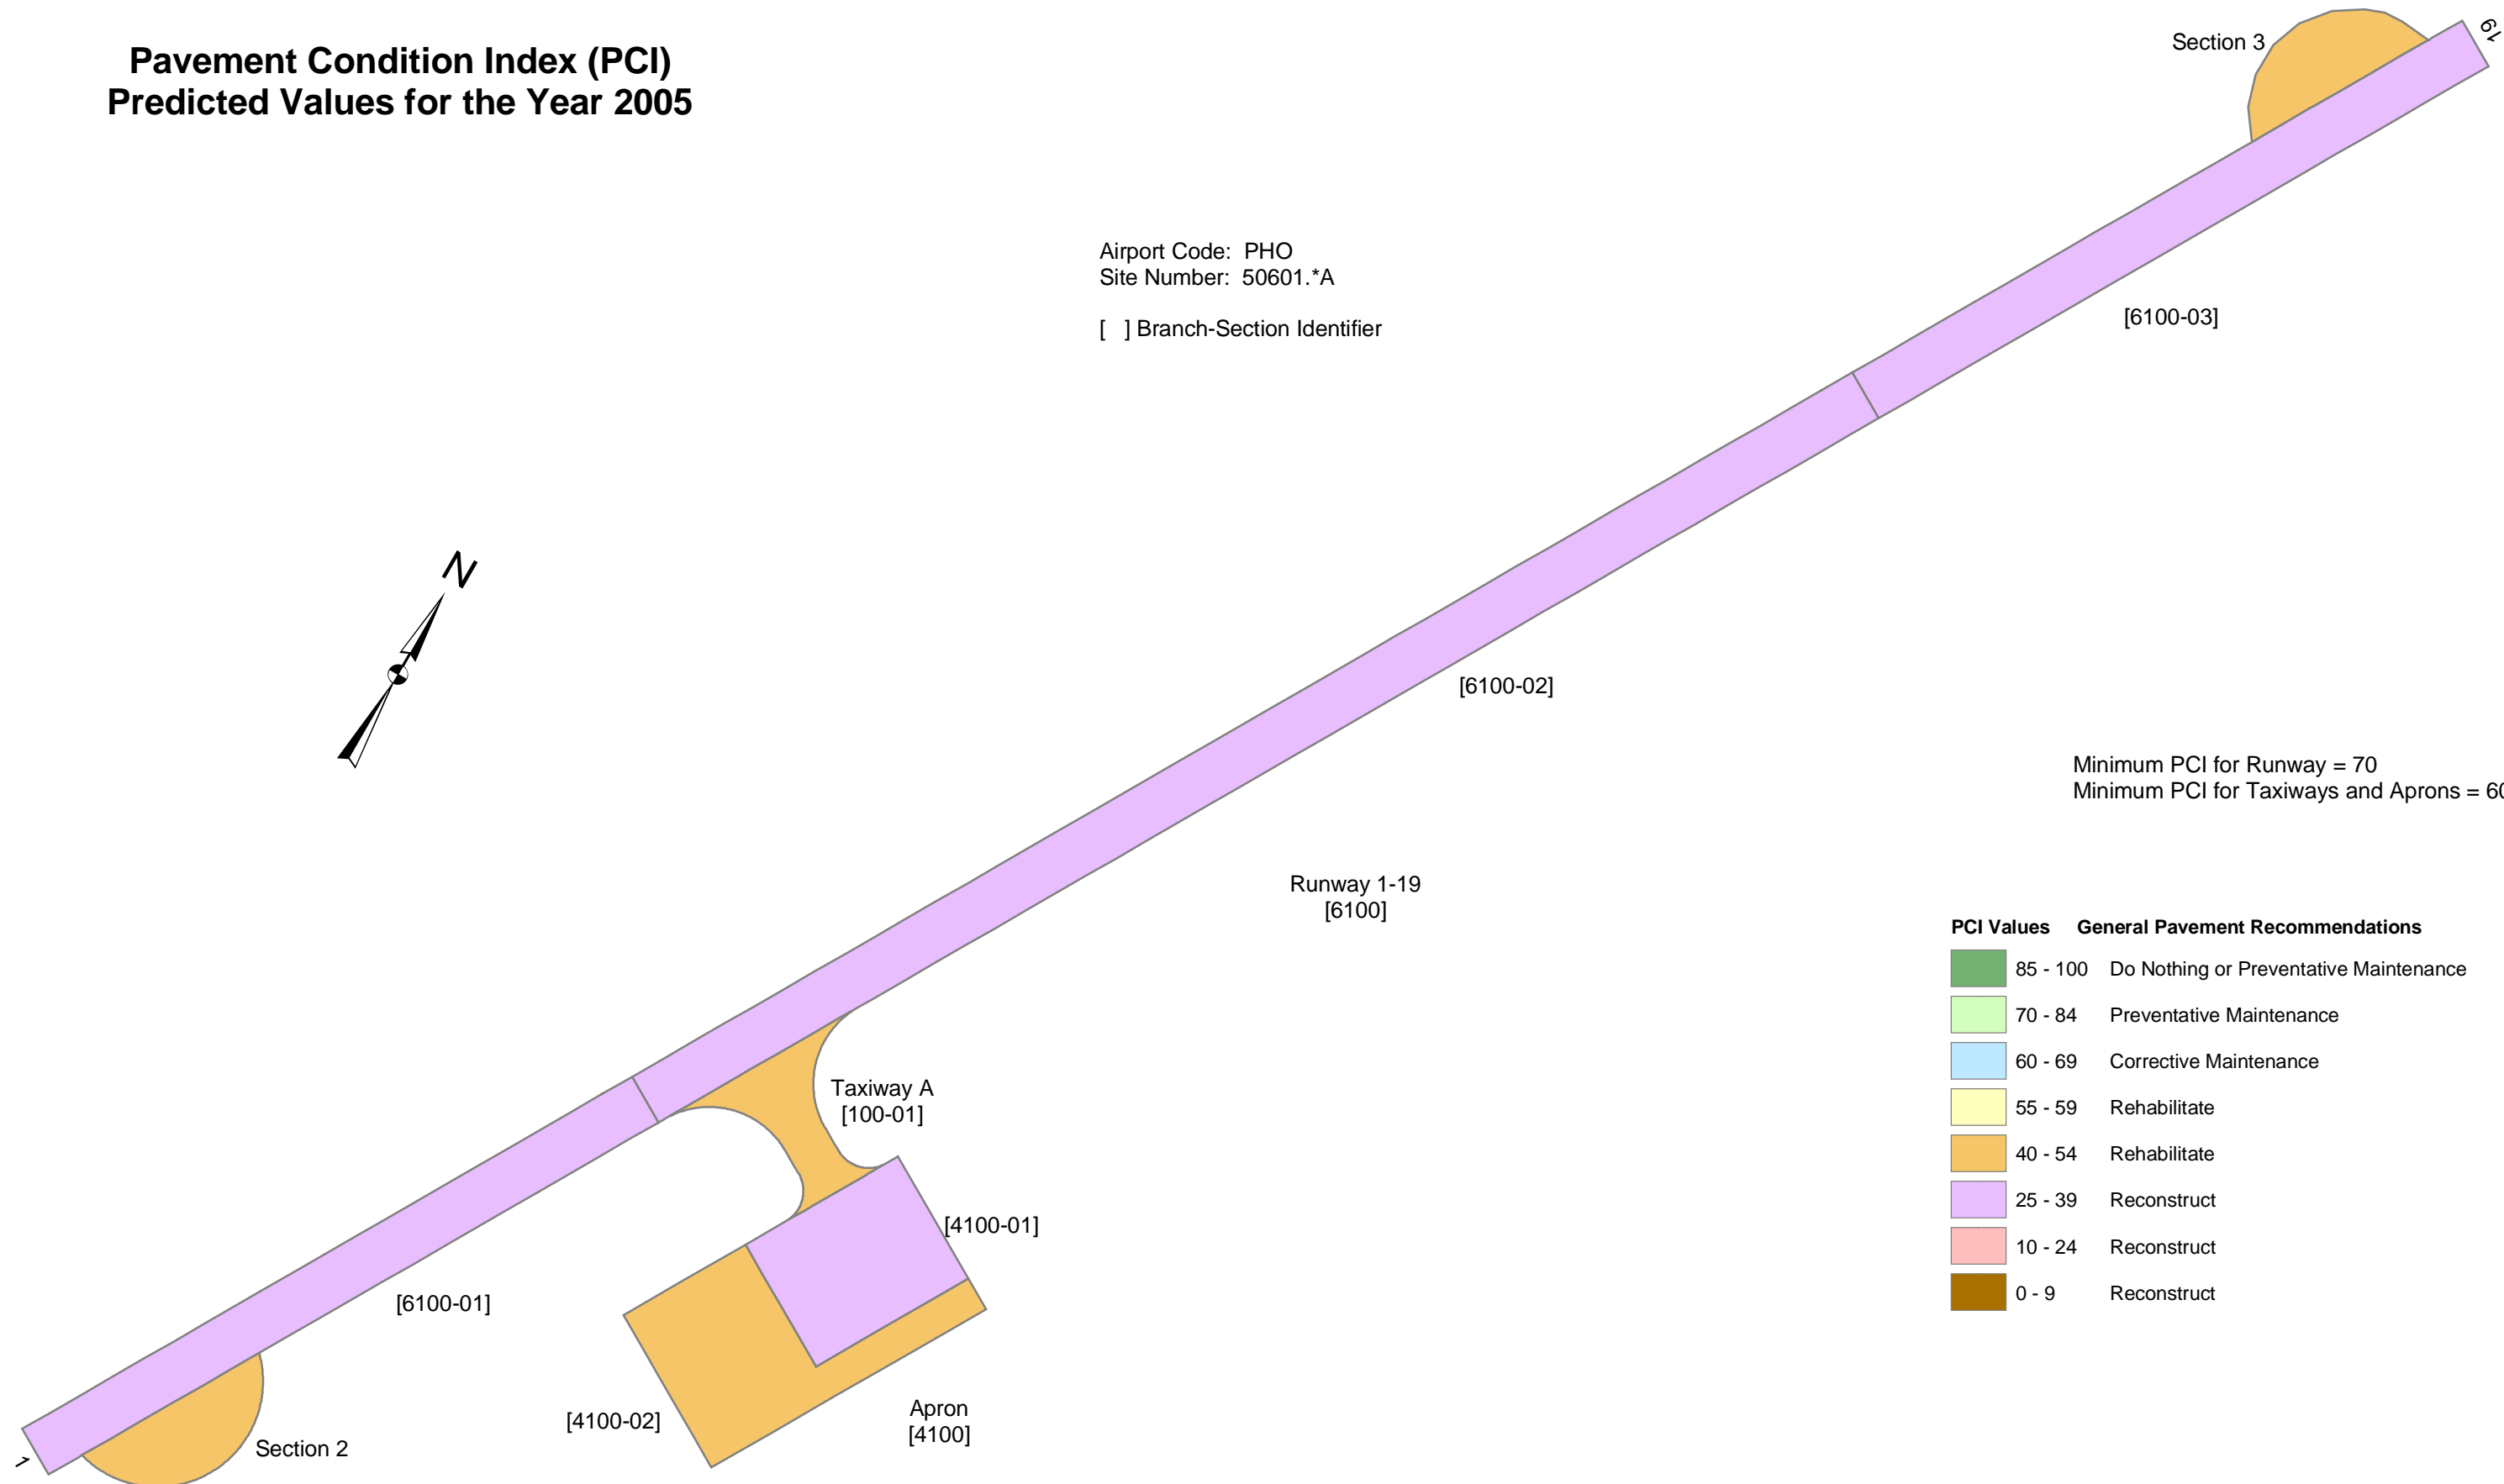 Pavement Condition Index (PCI)
Predicted Values for the Year 2005
Section 3
19
Airport Code: PHO
Site Number: 50601.*A
[ ] Branch-Section Identifier
[6100-03]
N
[6100-02]
Minimum PCI for Runway = 70
Minimum PCI for Taxiways and Aprons = 60
Runway 1-19
[6100]
PCI Values General Pavement Recommendations
85 - 100 Do Nothing or Preventative Maintenance
70 - 84 Preventative Maintenance
60 - 69 Corrective Maintenance
55 - 59 Rehabilitate
40 - 54 Rehabilitate
25 - 39 Reconstruct
10 - 24 Reconstruct
0 - 9 Reconstruct
Taxiway A
[100-01]
[4100-01]
[6100-01]
[4100-02]
Apron
[4100]
Section 2
1